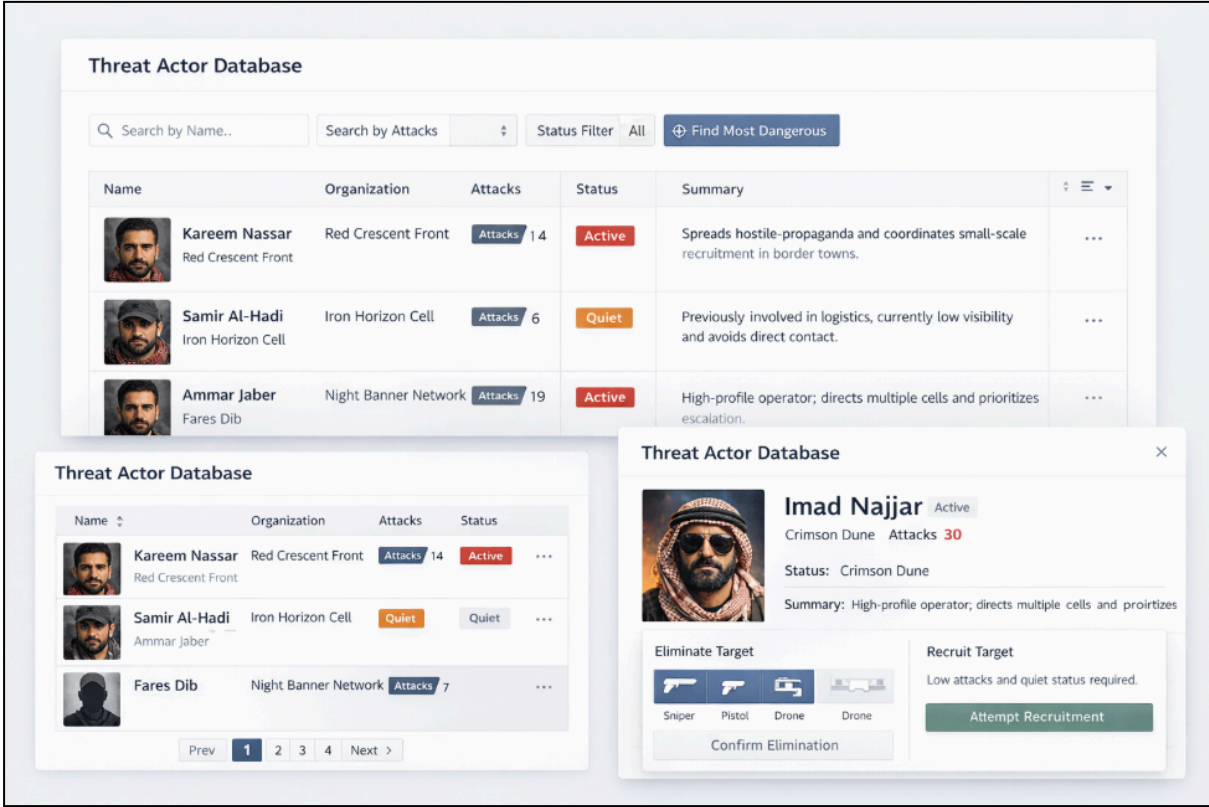 Threat Actor Database
Search by Name..
Search by Attacks
Status Filter All
Find Most Dangerous
Name Organization Attacks Status Summary
Kareem Nassar Red Crescent Front Attacks 14 Active Spreads hostile-propaganda and coordinates small-scale
Red Crescent Front recruitment in border towns.
Samir Al-Hadi Iron Horizon Cell Attacks 6 Quiet Previously involved in logistics, currently low visibility
Iron Horizon Cell and avoids direct contact.
Ammar Jaber Night Banner Network Attacks 19 Active High-profile operator; directs multiple cells and prioritizes
Fares Dib escalation.
Threat Actor Database
Name Organization Attacks Status
Kareem Nassar Red Crescent Front Attacks 14 Active
Red Crescent Front
Samir Al-Hadi Iron Horizon Cell Quiet Quiet
Ammar Jaber
Fares Dib Night Banner Network Attacks 7
Prev 1 2 3 4 Next >
Threat Actor Database
Imad Najjar Active
Crimson Dune Attacks 30
Status: Crimson Dune
Summary: High-profile operator; directs multiple cells and proirtizes
Eliminate Target
Sniper Pistol Drone Drone
Confirm Elimination
Recruit Target
Low attacks and quiet status required.
Attempt Recruitment